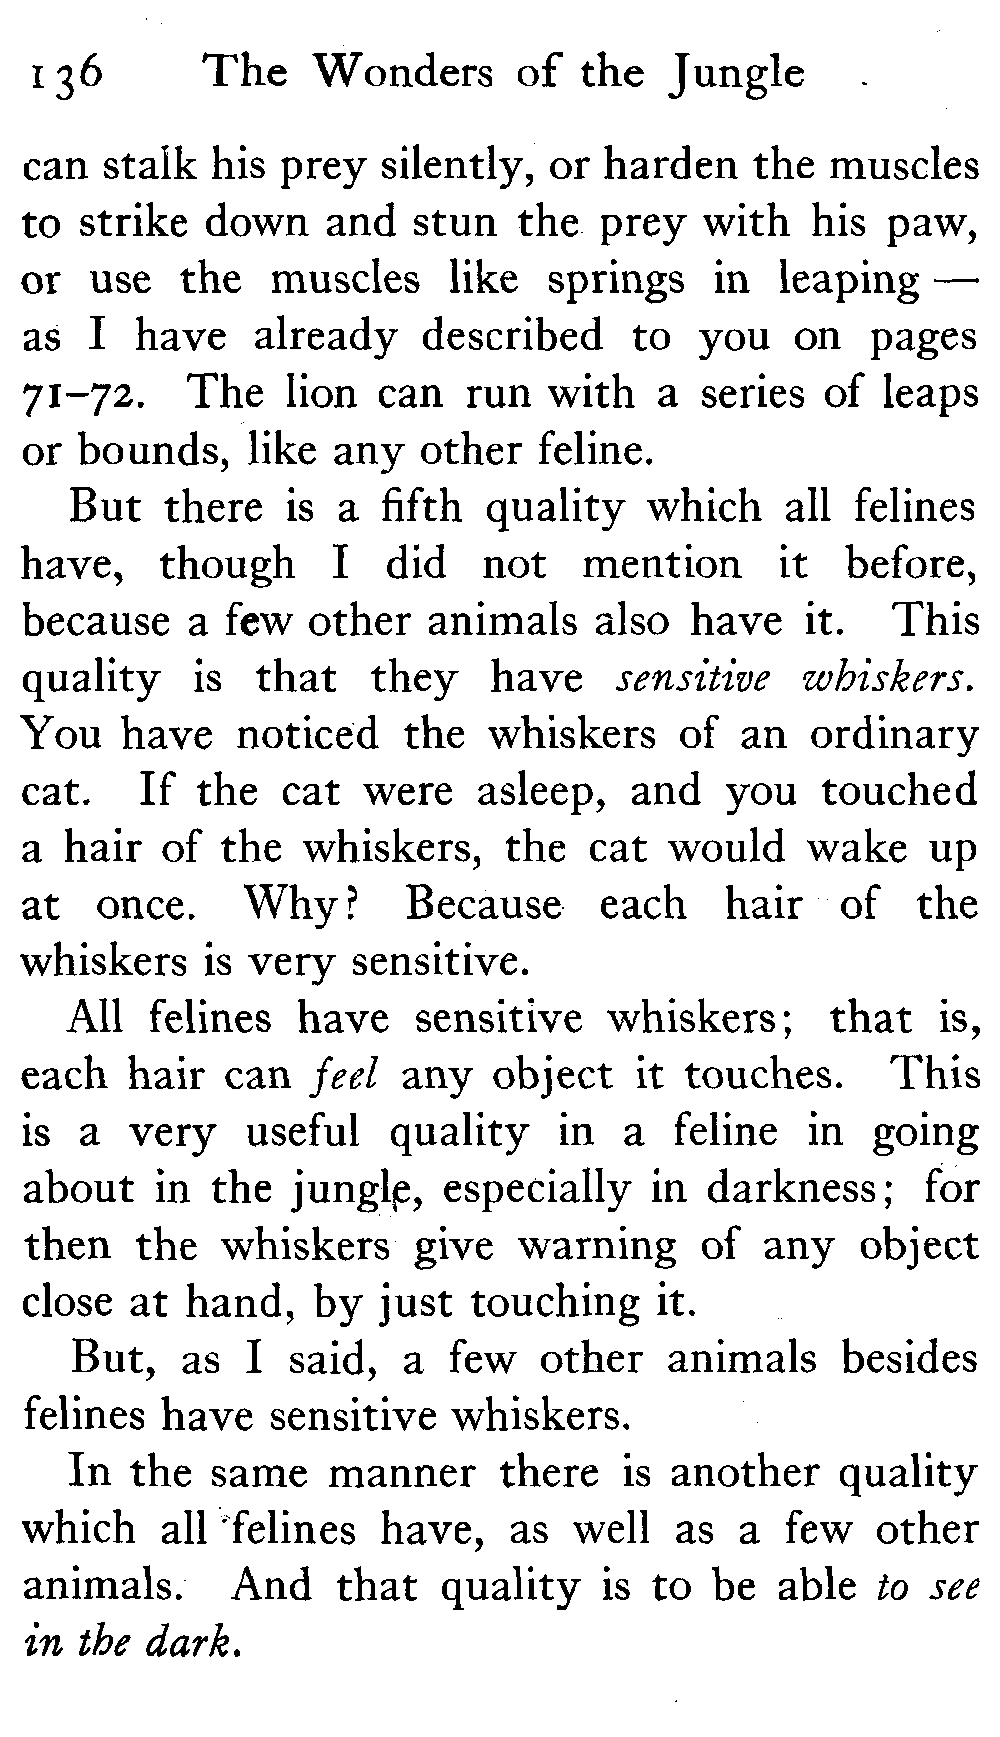 136 The Wonders of the Jungle
can stalk his prey silently, or harden the muscles
to strike down and stun the prey with his paw,
or use the muscles like springs in leaping —
as I have already described to you on pages
71–72. The lion can run with a series of leaps
or bounds, like any other feline.
But there is a fifth quality which all felines
have, though I did not mention it before,
because a few other animals also have it. This
quality is that they have sensitive whiskers.
You have noticed the whiskers of an ordinary
cat. If the cat were asleep, and you touched
a hair of the whiskers, the cat would wake up
at once. Why? Because each hair of the
whiskers is very sensitive.
All felines have sensitive whiskers; that is,
each hair can feel any object it touches. This
is a very useful quality in a feline in going
about in the jungle, especially in darkness; for
then the whiskers give warning of any object
close at hand, by just touching it.
But, as I said, a few other animals besides
felines have sensitive whiskers.
In the same manner there is another quality
which all felines have, as well as a few other
animals. And that quality is to be able to see
in the dark.